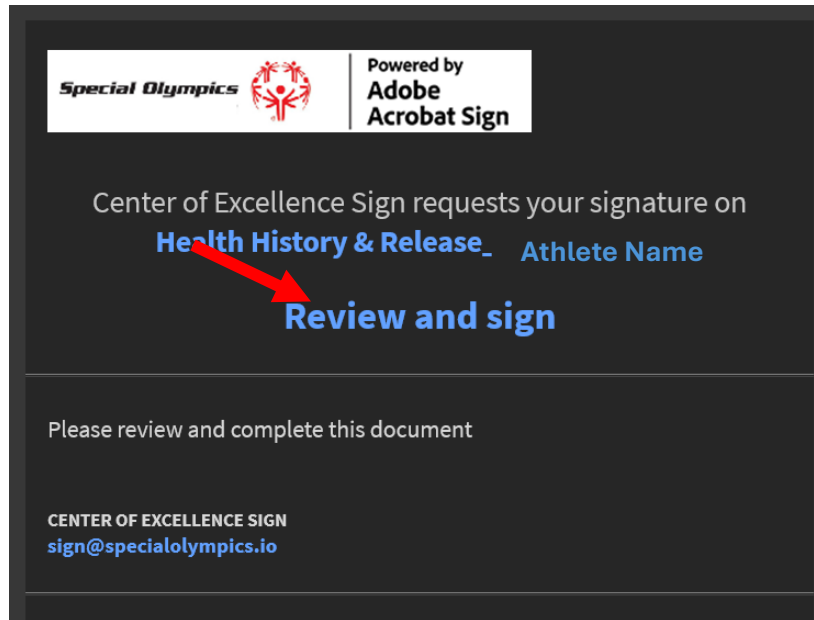 Special Olympics
Powered by
Adobe
Acrobat Sign
Center of Excellence Sign requests your signature on
Health History & Release_ Athlete Name
Review and sign
Please review and complete this document
CENTER OF EXCELLENCE SIGN
sign@specialolympics.io